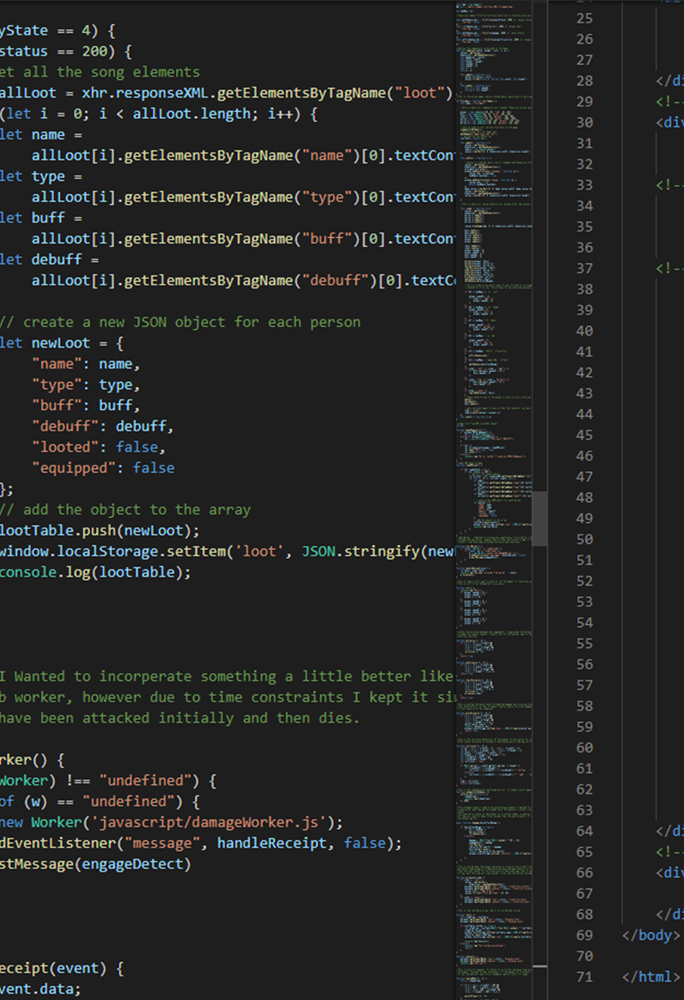 yState == 4) {
status == 200) {
et all the song elements
allLoot = xhr.responseXML.getElementsByTagName("loot")
(let i = 0; i < allLoot.length; i++) {
let name =
allLoot[i].getElementsByTagName("name")[0].textCon
let type =
allLoot[i].getElementsByTagName("type")[0].textCon
let buff =
allLoot[i].getElementsByTagName("buff")[0].textCon
let debuff =
allLoot[i].getElementsByTagName("debuff")[0].textC
// create a new JSON object for each person
let newLoot = {
"name": name,
"type": type,
"buff": buff,
"debuff": debuff,
"looted": false,
"equipped": false
};
// add the object to the array
lootTable.push(newLoot);
window.localStorage.setItem('loot', JSON.stringify(new
console.log(lootTable);
I Wanted to incorperate something a little better like
b worker, however due to time constraints I kept it si
have been attacked initially and then dies.
rker() {
Worker) !== "undefined") {
of (w) == "undefined") {
new Worker('javascript/damageWorker.js');
dEventListener("message", handleReceipt, false);
stMessage(engageDetect)
eceipt(event) {
vent.data;
25
26
27
28 </di
29 <!--
30 <div
31
32
33 <!--
34
35
36
37 <!--
38
39
40
41
42
43
44
45
46
47
48
49
50
51
52
53
54
55
56
57
58
59
60
61
62
63
64 </di
65 <!--
66 <div
67
68 </di
69 </body>
70
71 </html>